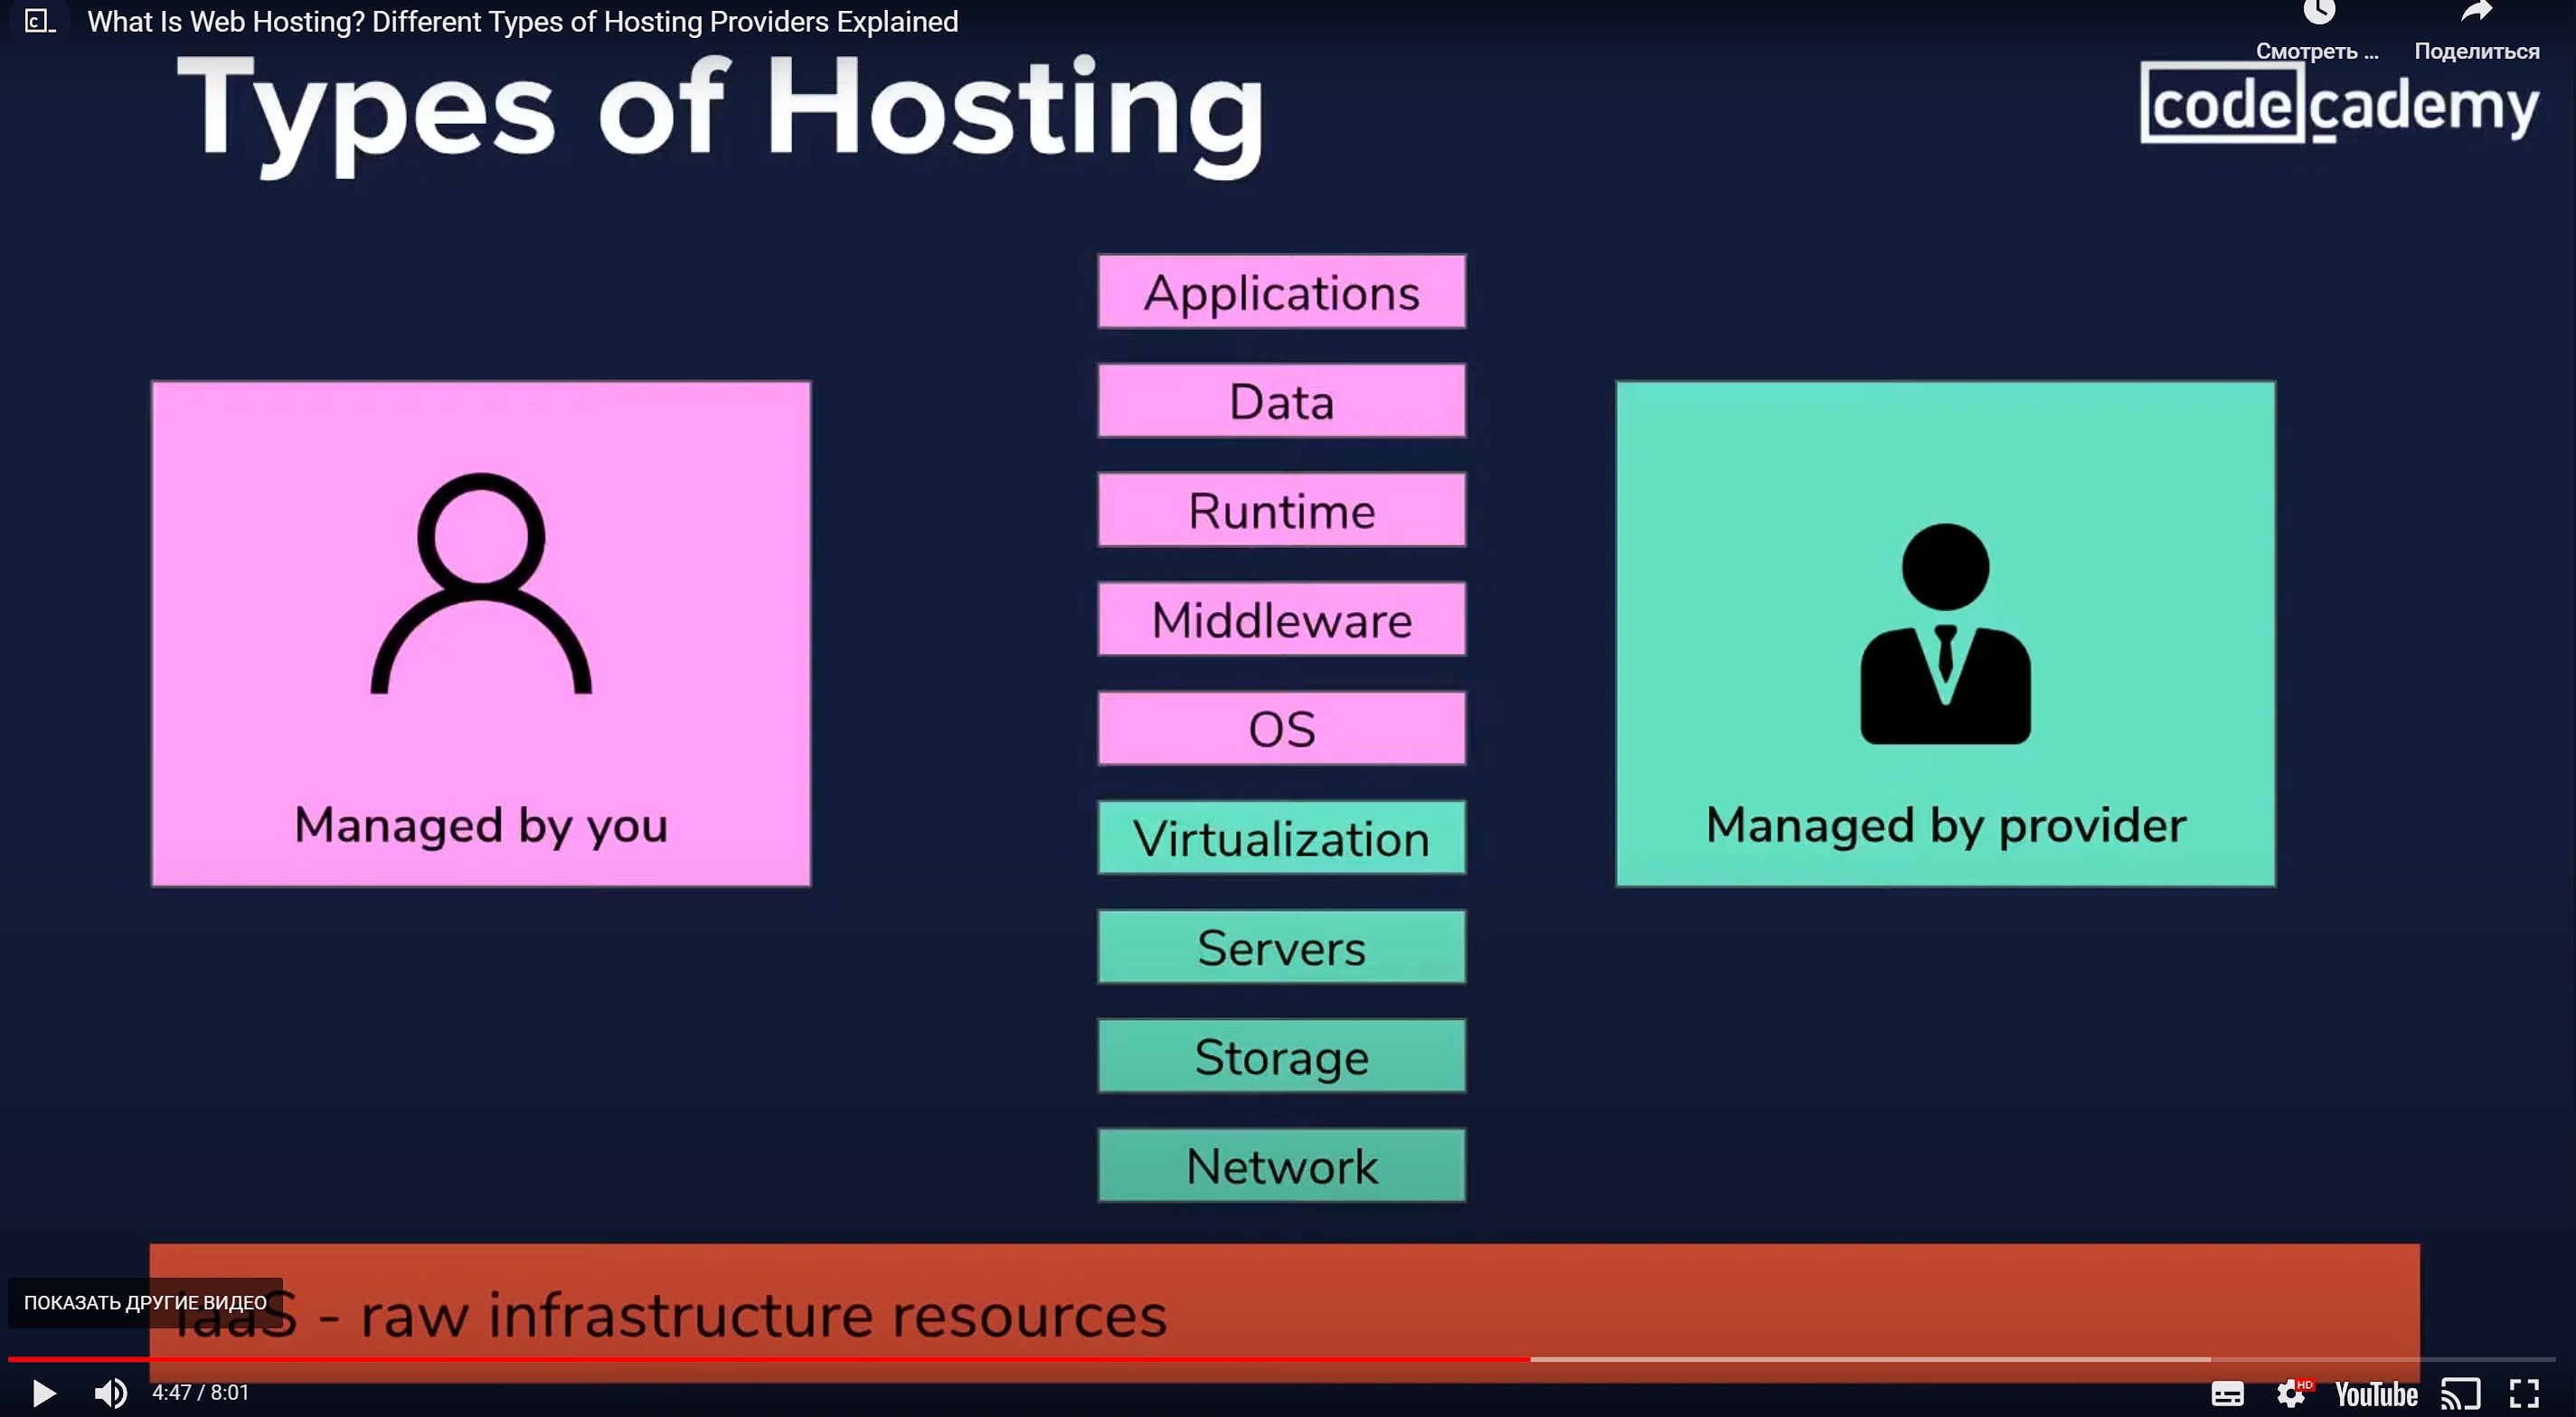 What Is Web Hosting? Different Types of Hosting Providers Explained
Смотреть ...
Поделиться
Types of Hosting
codecademy
Applications
Data
Runtime
Middleware
OS
Virtualization
Servers
Storage
Network
Managed by you
Managed by provider
ПОКАЗАТЬ ДРУГИЕ ВИДЕО
IaaS - raw infrastructure resources
4:47 / 8:01
HD
YouTube